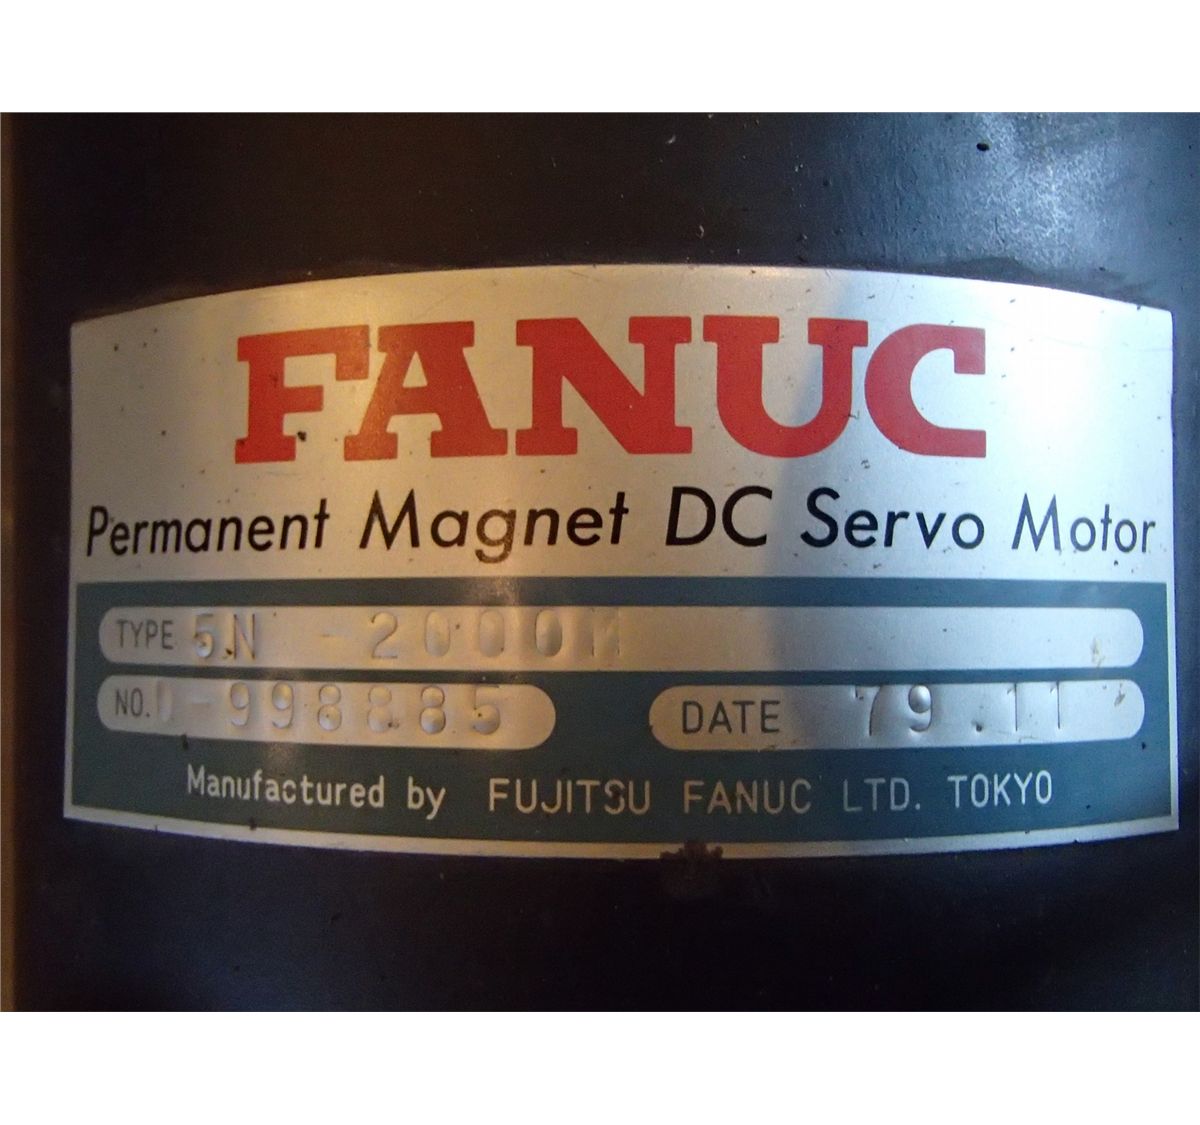 FANUC
Permanent Magnet DC Servo Motor
TYPE 5N - 2000M
NO. D-998885 DATE 79.11
Manufactured by FUJITSU FANUC LTD. TOKYO